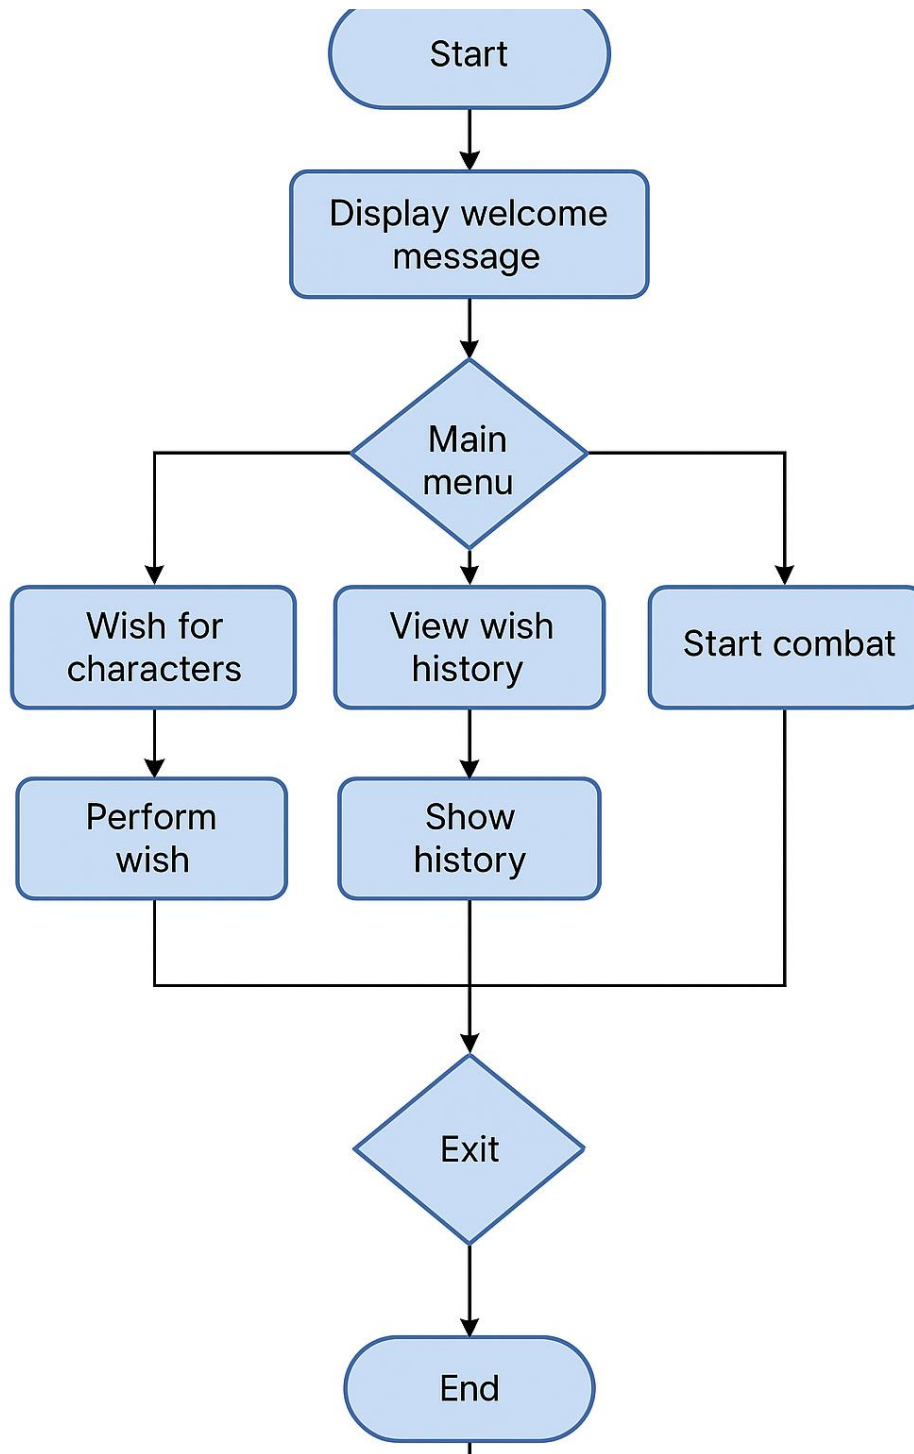 Start
Display welcome
message
Main
menu
Wish for
characters
View wish
history
Start combat
Perform
wish
Show
history
Exit
End